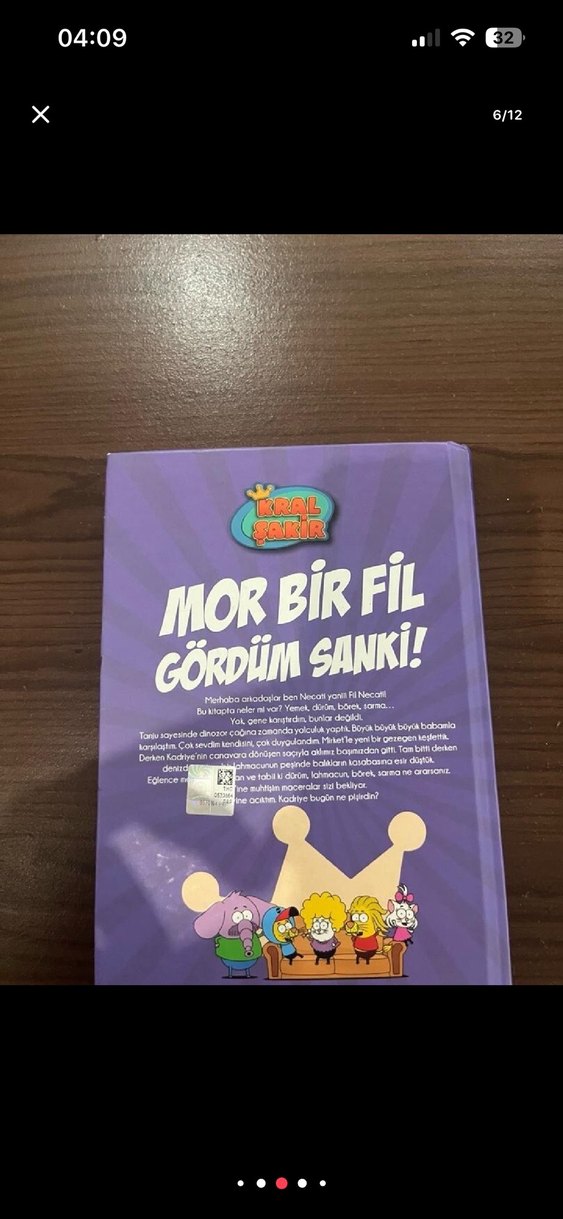 04:09
32
6/12
KRAL
ŞAKİR
MOR BİR FİL
GÖRDÜM SANKİ!
Merhaba arkadaşlar ben Necati yanii Fil Necati!
Bu kitapta neler mi var? Yemek, dürüm, börek, sarma...
Yok, gene karıştırdım, bunlar değildi.
Tanju sayesinde dinozor çağına zamanda yolculuk yaptık. Büyük büyük büyük babamla
karşılaştım. Çok sevdim kendisini, çok duygulandım. Mirket'le yeni bir gezegen keşfettik.
Derken Kadriye'nin canavara dönüşen saçıyla aklımız başımızdan gitti. Tam bitti derken
lahmacunun peşinde balıkların kasabasına esir düştük.
Eğlence ve tabii ki dürüm, lahmacun, börek, sarma ne ararsanız.
muhtişim maceralar sizi bekliyor.
acıktım. Kadriye bugün ne pişirdin?